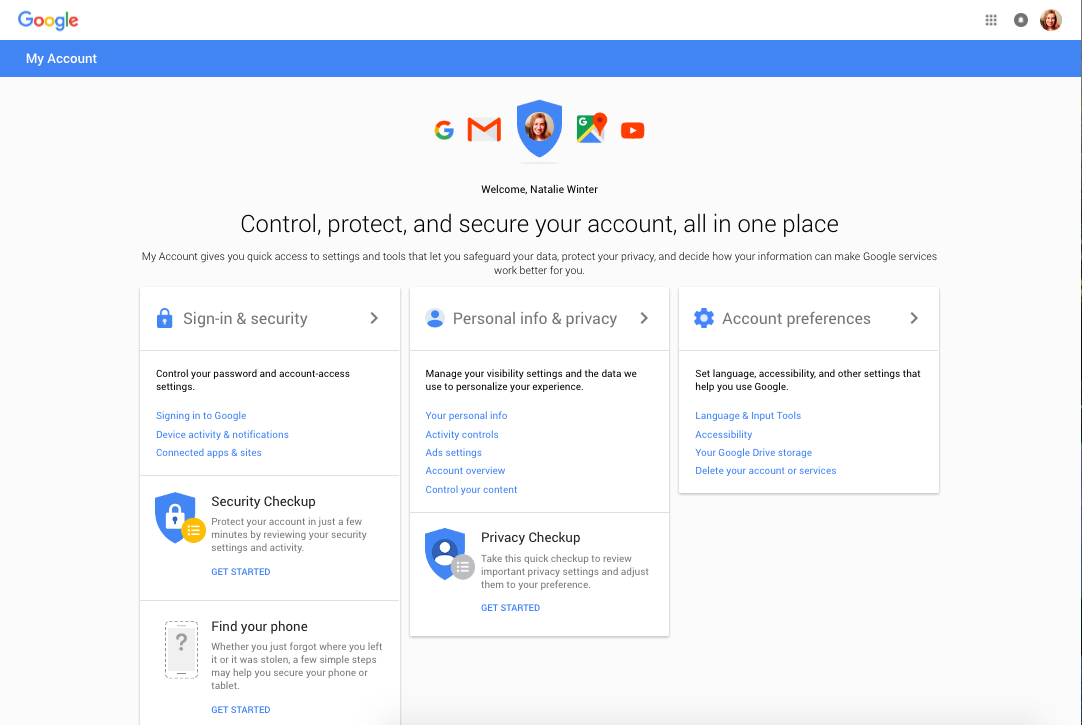 Google
My Account
Welcome, Natalie Winter
Control, protect, and secure your account, all in one place
My Account gives you quick access to settings and tools that let you safeguard your data, protect your privacy, and decide how your information can make Google services
work better for you.
Sign-in & security
Control your password and account-access
settings.
Signing in to Google
Device activity & notifications
Connected apps & sites
Security Checkup
Protect your account in just a few
minutes by reviewing your security
settings and activity.
GET STARTED
Find your phone
Whether you just forgot where you left
it or it was stolen, a few simple steps
may help you secure your phone or
tablet.
GET STARTED
Personal info & privacy
Manage your visibility settings and the data we
use to personalize your experience.
Your personal info
Activity controls
Ads settings
Account overview
Control your content
Privacy Checkup
Take this quick checkup to review
important privacy settings and adjust
them to your preference.
GET STARTED
Account preferences
Set language, accessibility, and other settings that
help you use Google.
Language & Input Tools
Accessibility
Your Google Drive storage
Delete your account or services